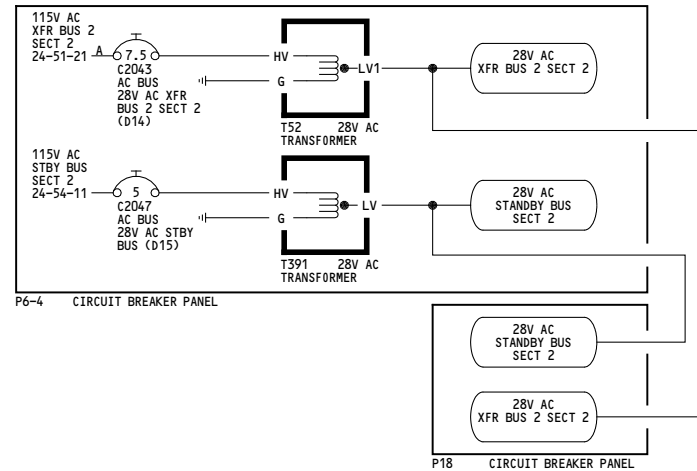 115V AC
XFR BUS 2
SECT 2
24-51-21 A 7.5
C2043
AC BUS
28V AC XFR
BUS 2 SECT 2
(D14)
HV
G
LV1
T52 28V AC
TRANSFORMER
28V AC
XFR BUS 2 SECT 2
115V AC
STBY BUS
SECT 2
24-54-11 5
C2047
AC BUS
28V AC STBY
BUS (D15)
HV
G
LV
T391 28V AC
TRANSFORMER
28V AC
STANDBY BUS
SECT 2
P6-4 CIRCUIT BREAKER PANEL
28V AC
STANDBY BUS
SECT 2
28V AC
XFR BUS 2 SECT 2
P18 CIRCUIT BREAKER PANEL